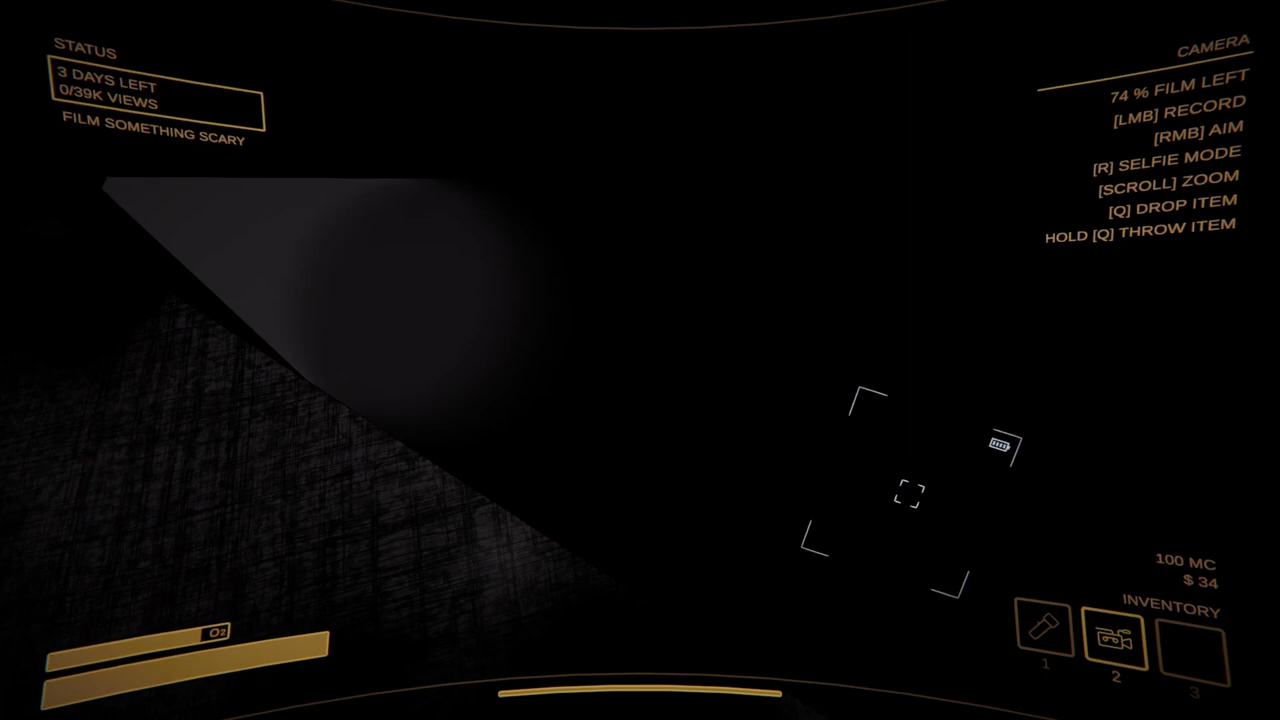 STATUS
3 DAYS LEFT
0/39K VIEWS
FILM SOMETHING SCARY
CAMERA
74 % FILM LEFT
[LMB] RECORD
[RMB] AIM
[R] SELFIE MODE
[SCROLL] ZOOM
[Q] DROP ITEM
HOLD [Q] THROW ITEM
O2
100 MC
$ 34
INVENTORY
1
2
3